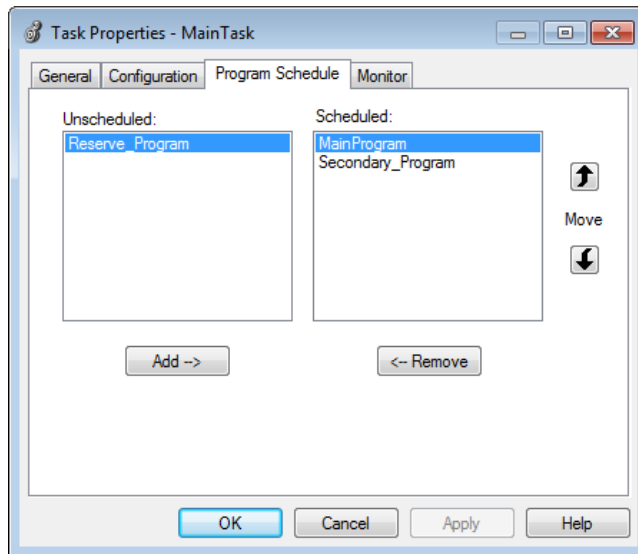 Task Properties - MainTask
General Configuration Program Schedule Monitor
Unscheduled: Scheduled:
Reserve_Program MainProgram
Secondary_Program
Move
Add --> <-- Remove
OK Cancel Apply Help